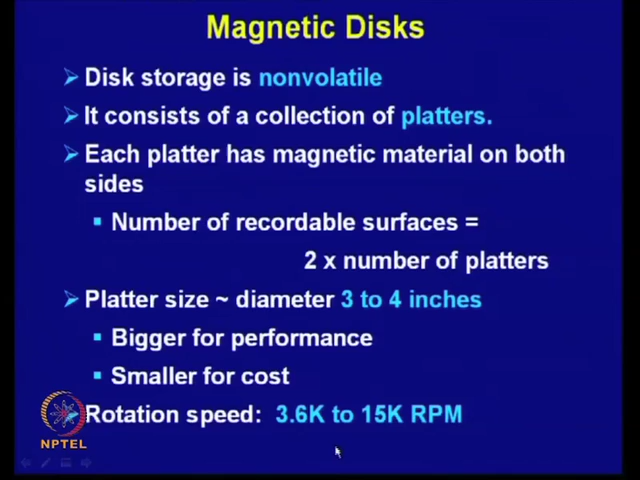 Magnetic Disks
Disk storage is nonvolatile
It consists of a collection of platters.
Each platter has magnetic material on both
sides
Number of recordable surfaces =
2 x number of platters
Platter size ~ diameter 3 to 4 inches
Bigger for performance
Smaller for cost
Rotation speed: 3.6K to 15K RPM
NPTEL